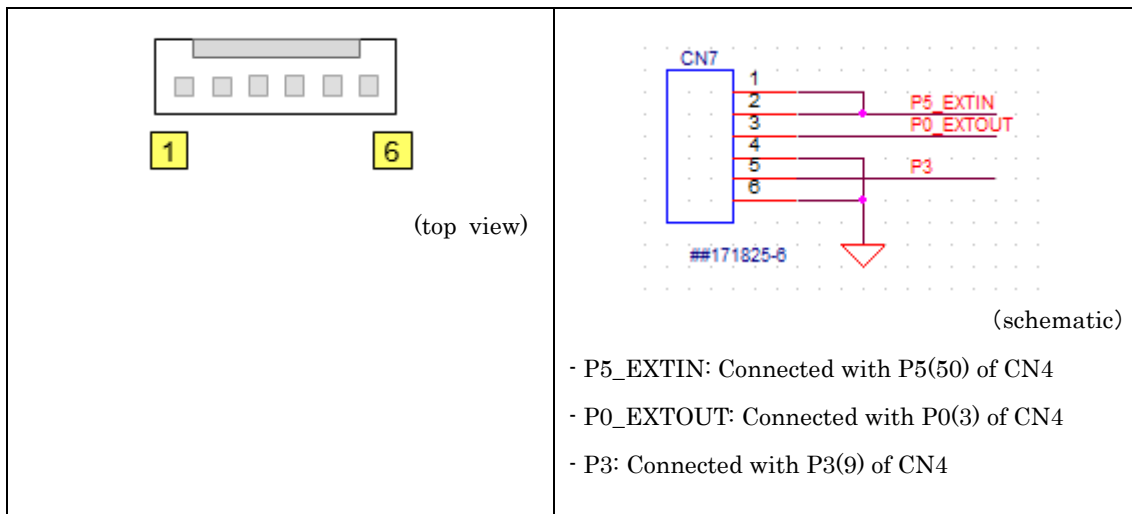 1
6
(top view)
CN7
1
2
3
4
5
6
P5_EXTIN
P0_EXTOUT
P3
##171825-6
(schematic)
- P5_EXTIN: Connected with P5(50) of CN4
- P0_EXTOUT: Connected with P0(3) of CN4
- P3: Connected with P3(9) of CN4